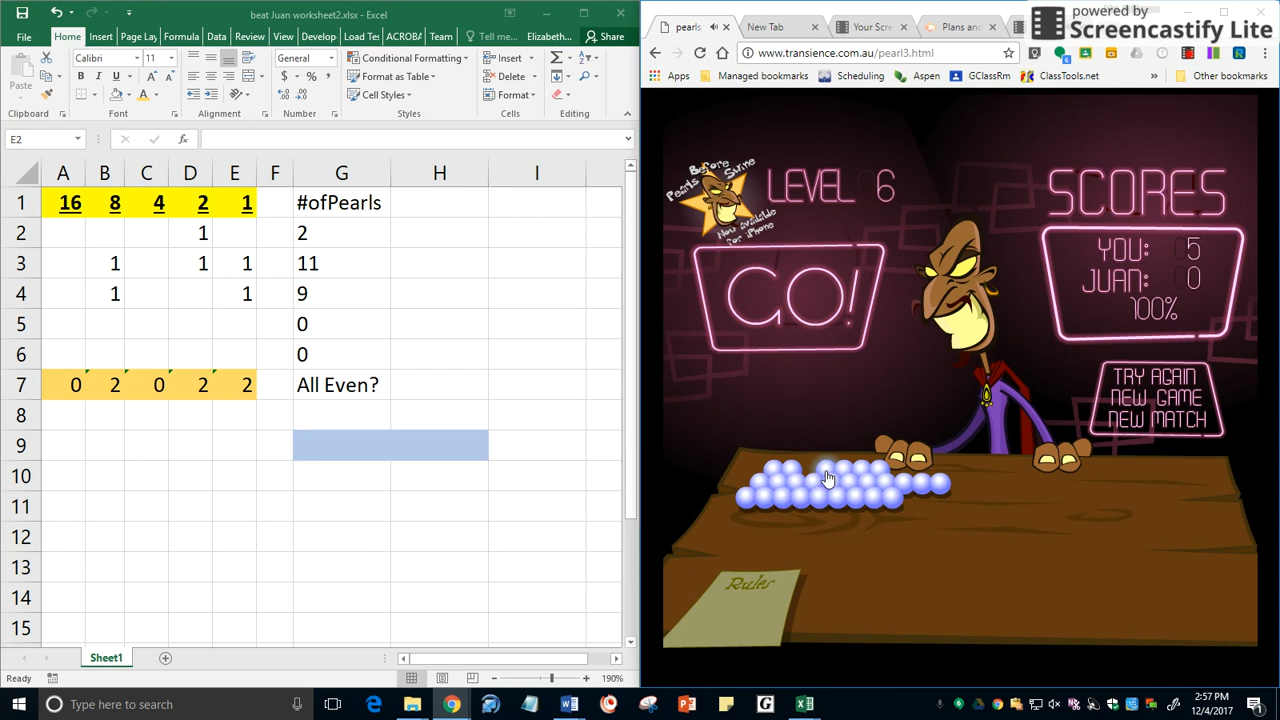 beat Juan worksheet2.xlsx - Excel
File Home Insert Page Lay Formula Data Review View ACROBA Team Tell me... Elizabeth... Share
Paste
Calibri 11
General
Conditional Formatting
Format as Table
Cell Styles
Insert
Delete
Format
Clipboard Font Alignment Number Styles Cells Editing
E2
A B C D E F G H I
1 16 8 4 2 1 #ofPearls
2 1 2
3 1 1 1 11
4 1 1 9
5 0
6 0
7 0 2 0 2 2 All Even?
8
9
10
11
12
13
14
15
Sheet1
Ready 190%
powered by
Screencastify Lite
pearls New Tab Your Scre Plans and
www.transience.com.au/pearl3.html
Apps Managed bookmarks Scheduling Aspen GClassRm ClassTools.net » Other bookmarks
Pearls Before Swine
Now available for iPhone
LEVEL 6
GO!
SCORES
YOU: 5
JUAN: 0
100%
TRY AGAIN
NEW GAME
NEW MATCH
Rules
Type here to search
2:57 PM
12/4/2017